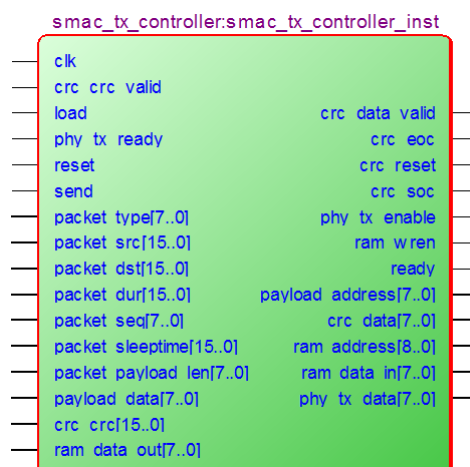 smac_tx_controller:smac_tx_controller_inst
clk
crc crc valid
load
crc data valid
phy tx ready
crc eoc
reset
crc reset
send
crc soc
packet type[7..0]
phy tx enable
packet src[15..0]
ram wren
packet dst[15..0]
ready
packet dur[15..0]
payload address[7..0]
packet seq[7..0]
crc data[7..0]
packet sleeptime[15..0]
ram address[8..0]
packet payload len[7..0]
ram data in[7..0]
payload data[7..0]
phy tx data[7..0]
crc crc[15..0]
ram data out[7..0]